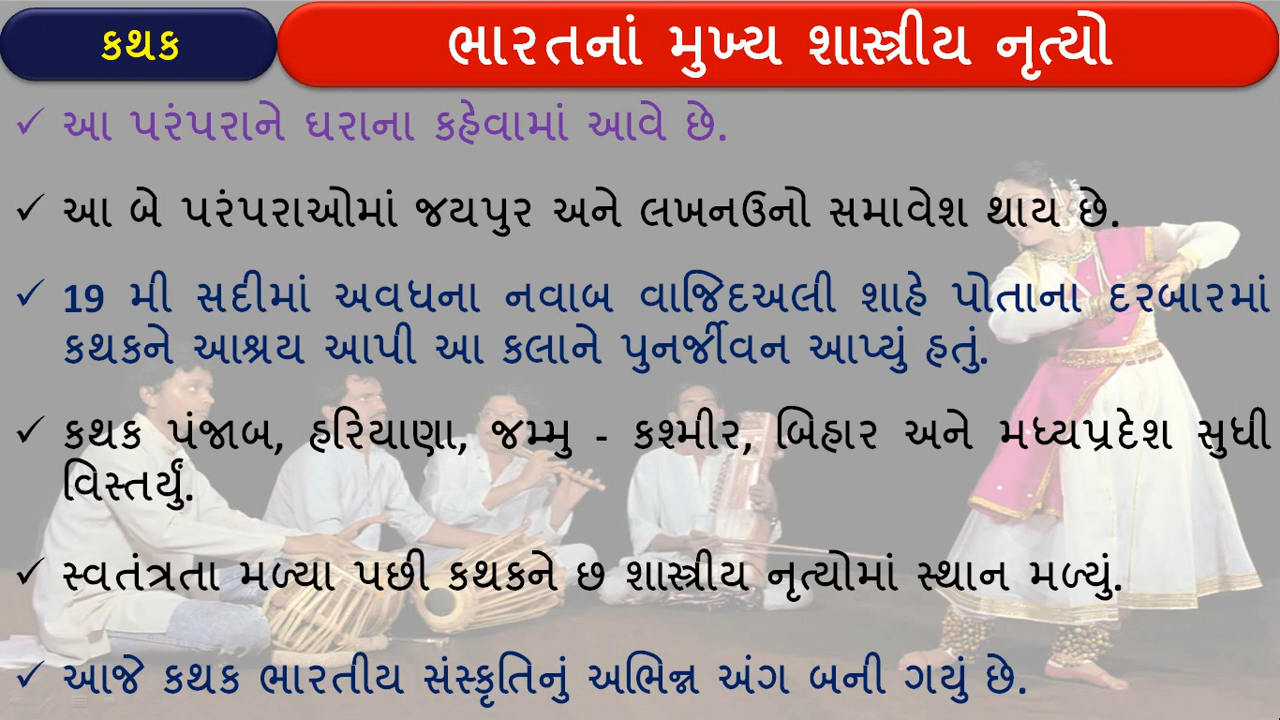 કથક
ભારતનાં મુખ્ય શાસ્ત્રીય નૃત્યો
✓ આ પરંપરાને ઘરાના કહેવામાં આવે છે.
✓ આ બે પરંપરાઓમાં જયપુર અને લખનઉનો સમાવેશ થાય છે.
✓ 19 મી સદીમાં અવધના નવાબ વાજિદઅલી શાહે પોતાના દરબારમાં
કથકને આશ્રય આપી આ કલાને પુનર્જીવન આપ્યું હતું.
✓ કથક પંજાબ, હરિયાણા, જમ્મુ - કશ્મીર, બિહાર અને મધ્યપ્રદેશ સુધી
વિસ્તર્યું.
✓ સ્વતંત્રતા મળ્યા પછી કથકને છ શાસ્ત્રીય નૃત્યોમાં સ્થાન મળ્યું.
✓ આજે કથક ભારતીય સંસ્કૃતિનું અભિન્ન અંગ બની ગયું છે.